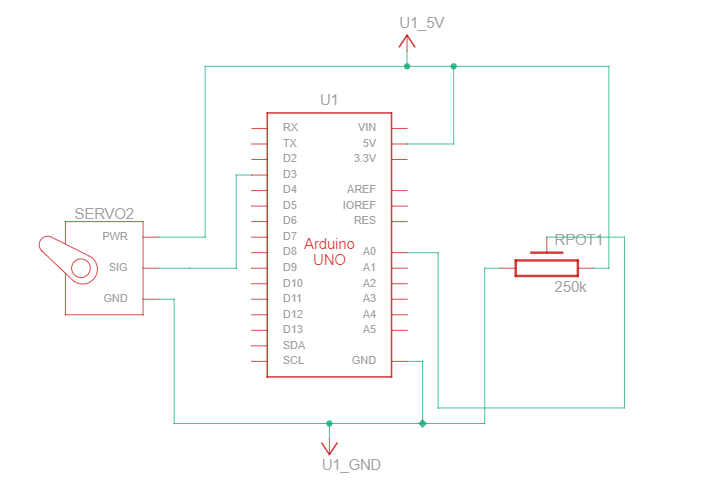 U1_5V
U1
RX
VIN
TX
5V
D2
3.3V
D3
D4
AREF
D5
IOREF
D6
RES
D7
D8
A0
D9
A1
D10
A2
D11
A3
D12
A4
D13
A5
SDA
SCL
GND
Arduino
UNO
SERVO2
PWR
SIG
GND
RPOT1
250k
U1_GND